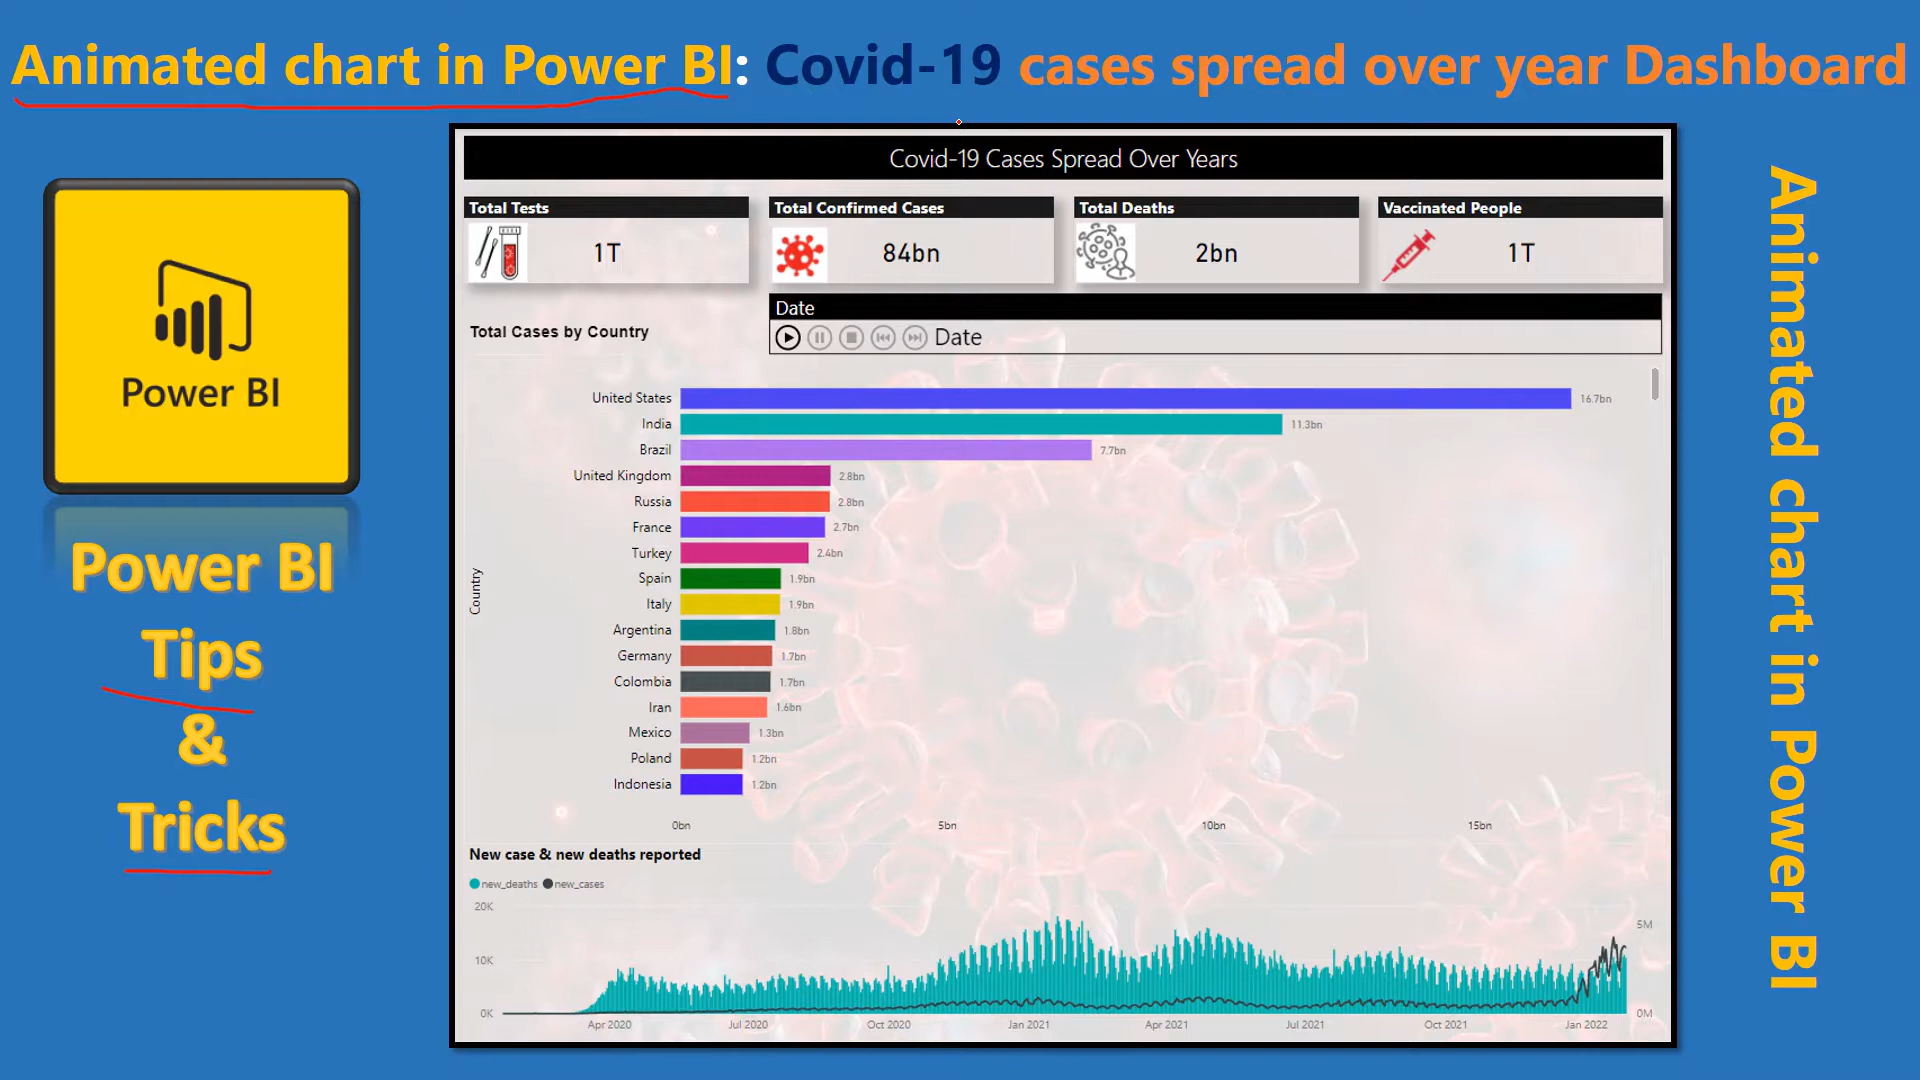 Animated chart in Power BI: Covid-19 cases spread over year Dashboard
Power BI
Power BI
Tips
&
Tricks
Covid-19 Cases Spread Over Years
Total Tests
1T
Total Confirmed Cases
84bn
Total Deaths
2bn
Vaccinated People
1T
Total Cases by Country
Date
Date
Country
United States 16.7bn
India 11.3bn
Brazil 7.7bn
United Kingdom 2.8bn
Russia 2.8bn
France 2.7bn
Turkey 2.4bn
Spain 1.9bn
Italy 1.9bn
Argentina 1.8bn
Germany 1.7bn
Colombia 1.7bn
Iran 1.6bn
Mexico 1.3bn
Poland 1.2bn
Indonesia 1.2bn
0bn 5bn 10bn 15bn
New case & new deaths reported
new_deaths new_cases
20K
5M
10K
0K
0M
Apr 2020 Jul 2020 Oct 2020 Jan 2021 Apr 2021 Jul 2021 Oct 2021 Jan 2022
Animated chart in Power BI